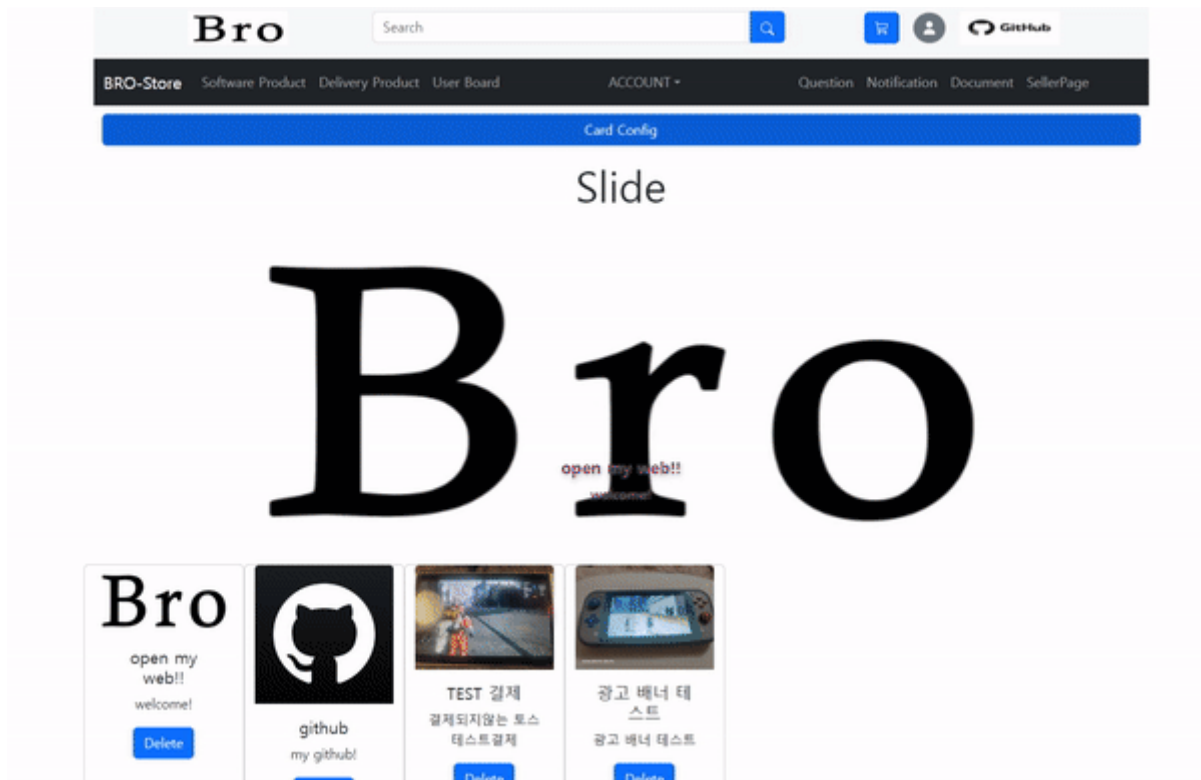 Bro
Search
GitHub
BRO-Store Software Product Delivery Product User Board ACCOUNT Question Notification Document SellerPage
Card Config
Slide
Bro
open my web!!
welcome!
Bro
open my
web!!
welcome!
Delete
github
my github!
TEST 결제
결제되지않는 토스
테스트결제
Delete
광고 배너 테
스트
광고 배너 테스트
Delete